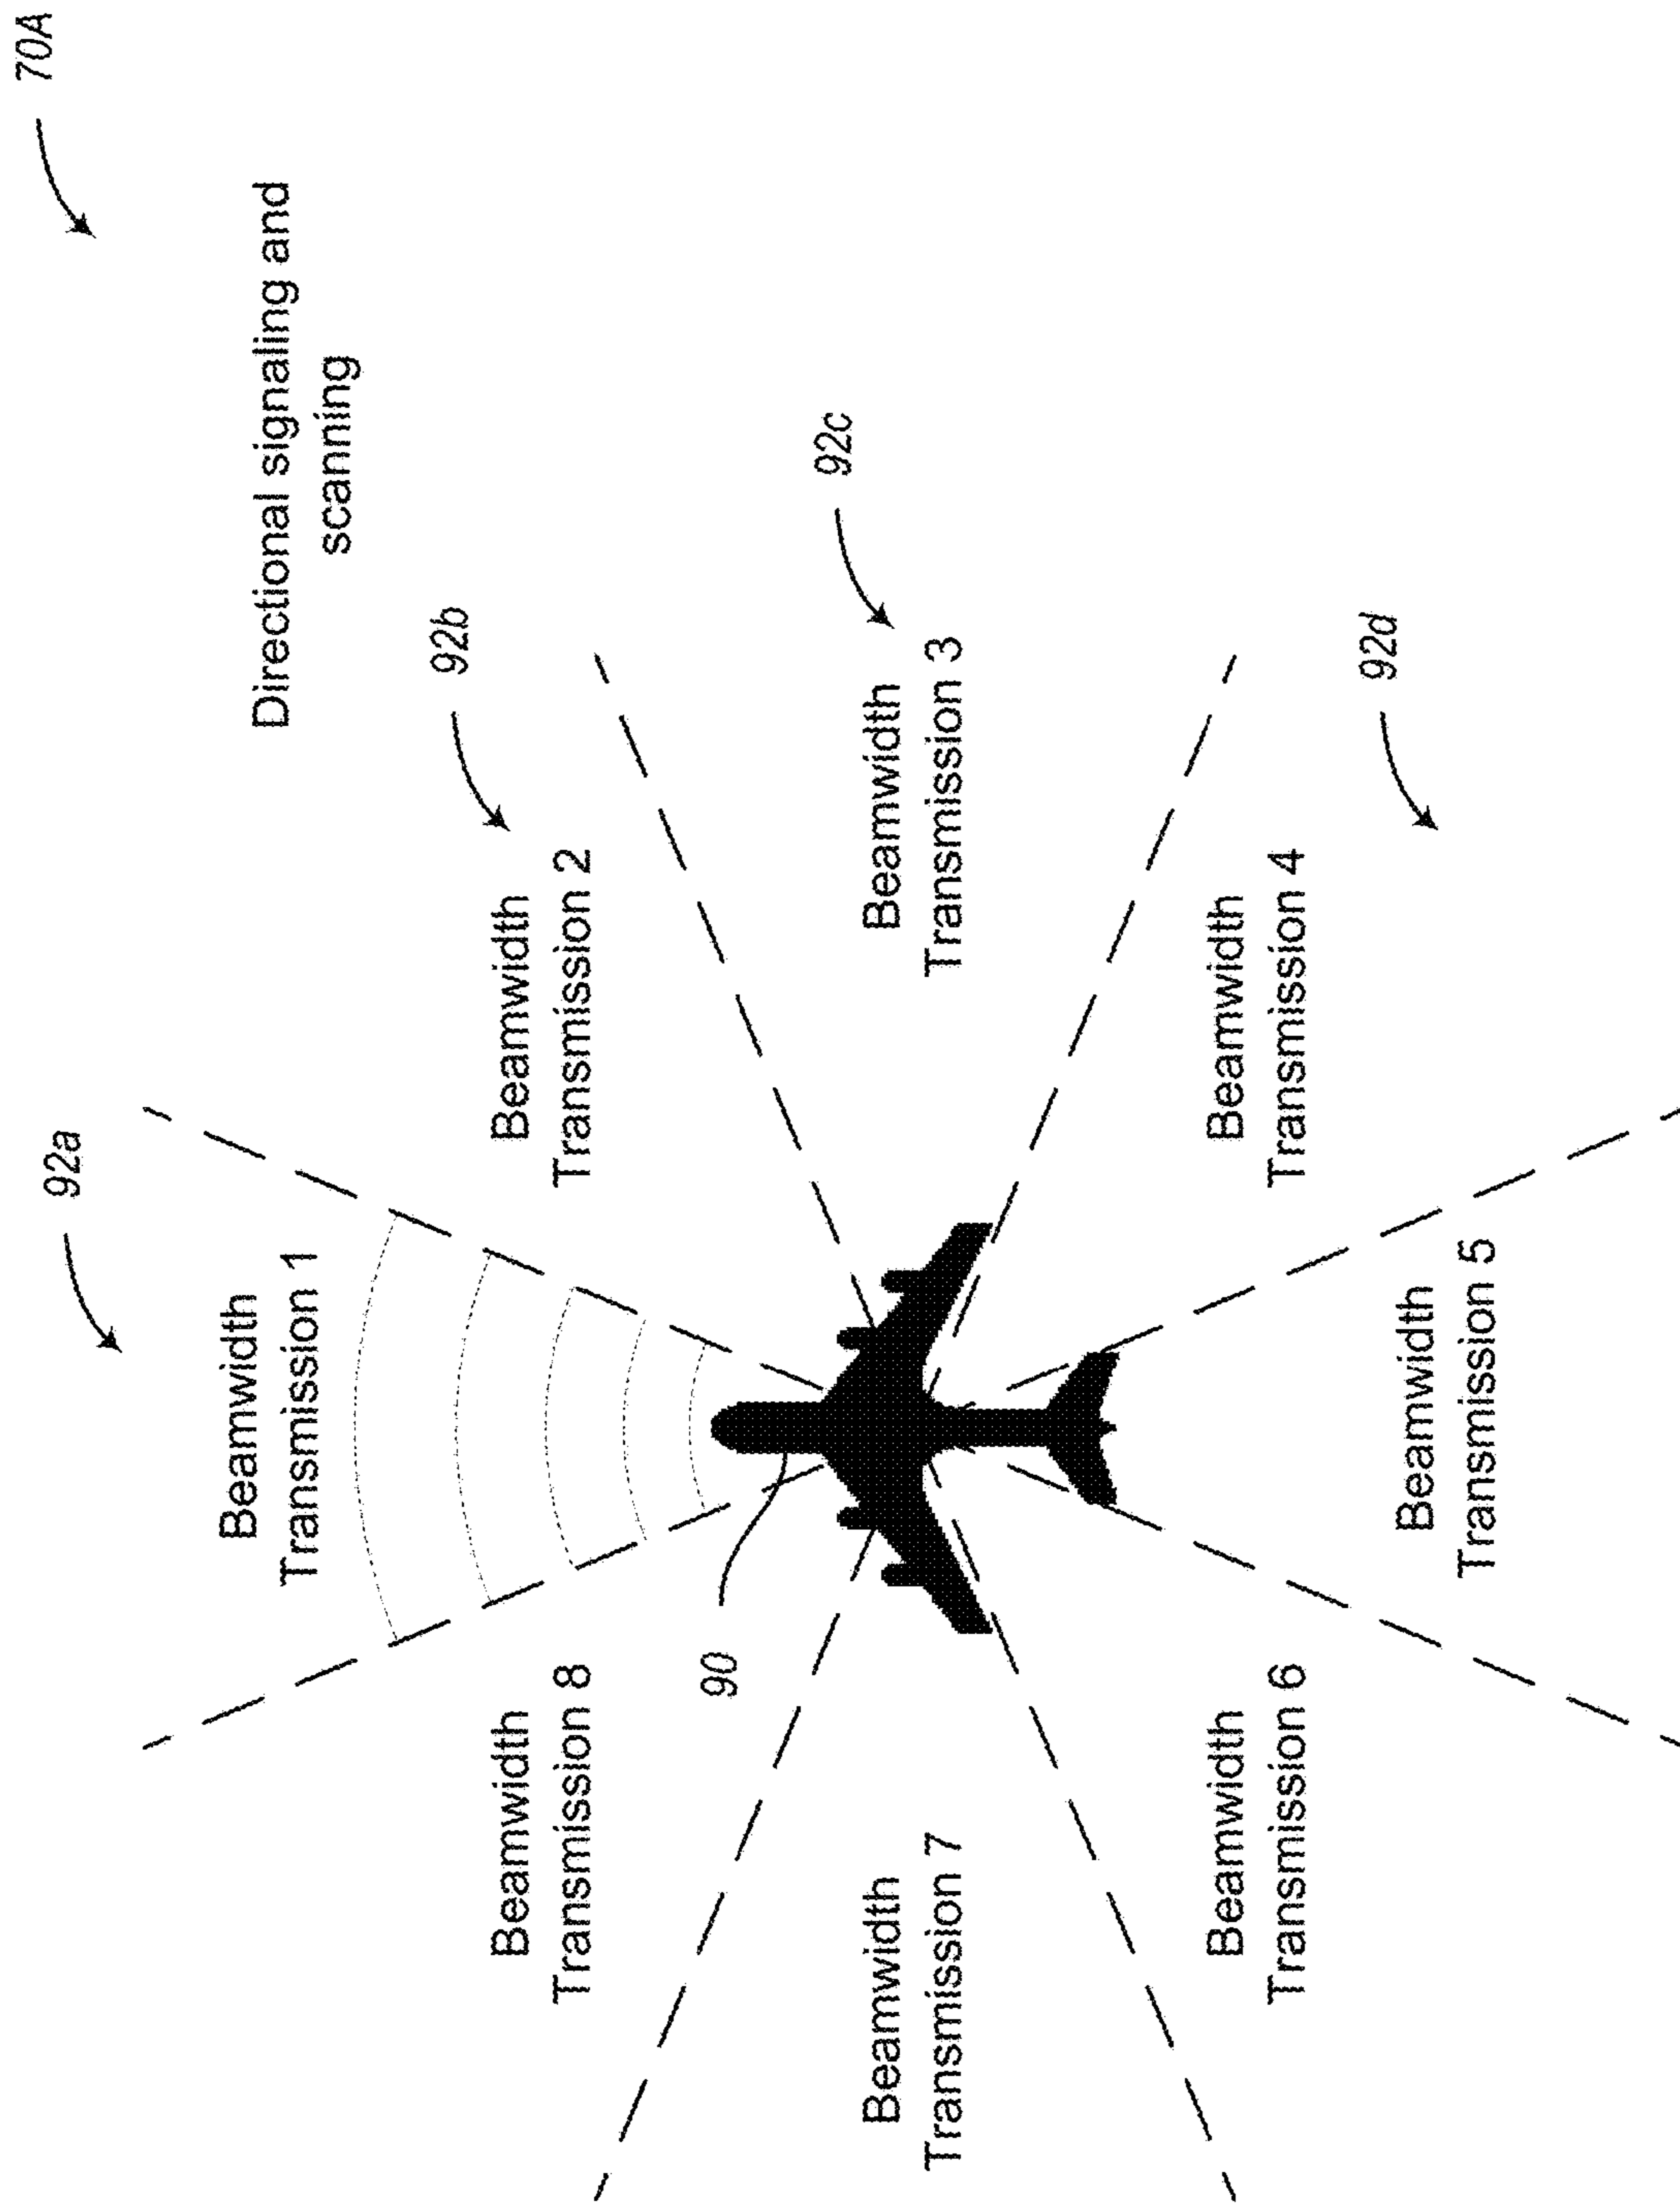 70A
92a
Beamwidth
Transmission 1
Directional signaling and
scanning
92b
Beamwidth
Transmission 8
Beamwidth
Transmission 2
90
92c
Beamwidth
Transmission 7
Beamwidth
Transmission 3
Beamwidth
Transmission 6
Beamwidth
Transmission 4
92d
Beamwidth
Transmission 5